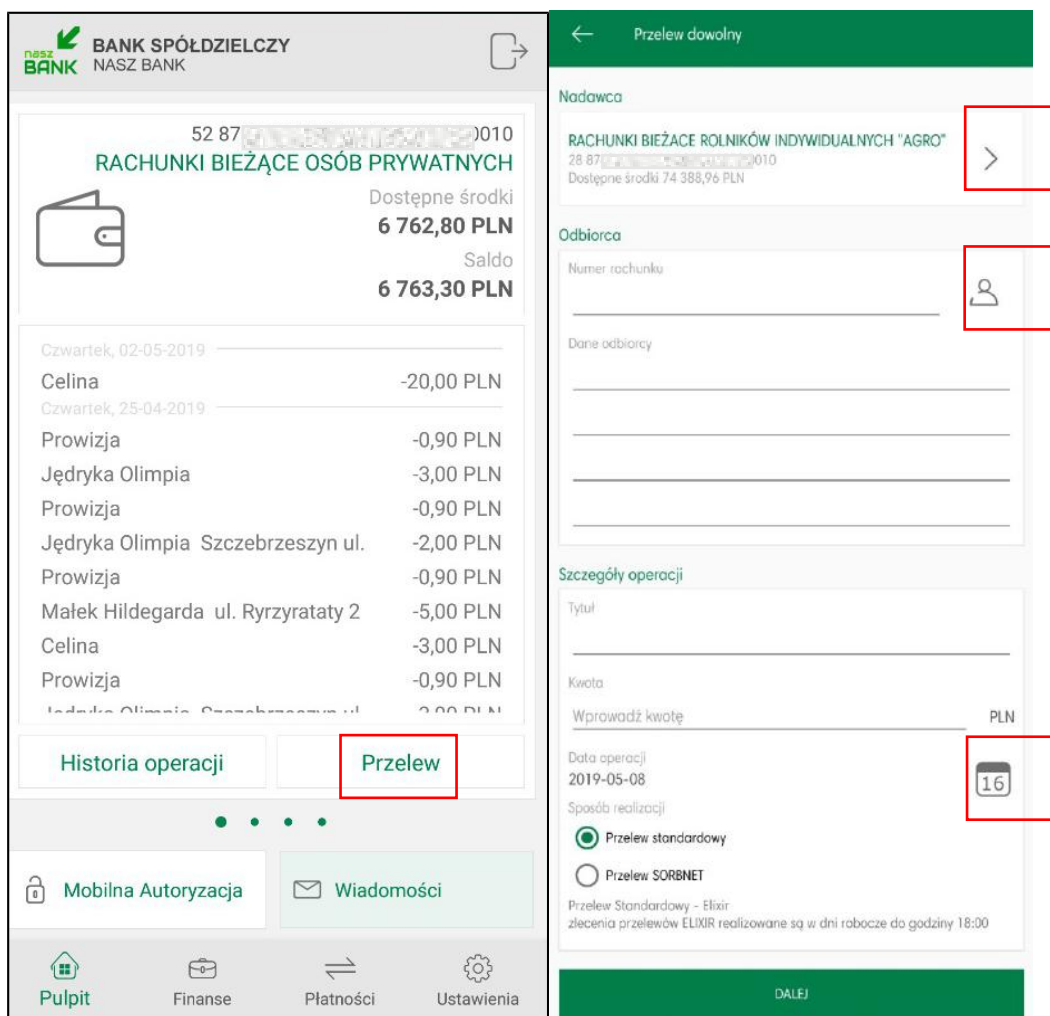 nasz
BANK
BANK SPÓŁDZIELCZY
NASZ BANK
52 87 0010
RACHUNKI BIEŻĄCE OSÓB PRYWATNYCH
Dostępne środki
6 762,80 PLN
Saldo
6 763,30 PLN
Czwartek, 02-05-2019
Celina -20,00 PLN
Czwartek, 25-04-2019
Prowizja -0,90 PLN
Jędryka Olimpia -3,00 PLN
Prowizja -0,90 PLN
Jędryka Olimpia Szczebrzeszyn ul. -2,00 PLN
Prowizja -0,90 PLN
Małek Hildegarda ul. Ryrzyrataty 2 -5,00 PLN
Celina -3,00 PLN
Prowizja -0,90 PLN
Jędryka Olimpia Szczebrzeszyn ul.
Historia operacji Przelew
Mobilna Autoryzacja Wiadomości
Pulpit Finanse Płatności Ustawienia
Przelew dowolny
Nadawca
RACHUNKI BIEŻACE ROLNIKÓW INDYWIDUALNYCH "AGRO"
28 87 0010
Dostępne środki 74 388,96 PLN
Odbiorca
Numer rachunku
Dane odbiorcy
Szczegóły operacji
Tytuł
Kwota
Wprowadź kwotę PLN
Data operacji
2019-05-08
16
Sposób realizacji
Przelew standardowy
Przelew SORBNET
Przelew Standardowy - Elixir
zlecenia przelewów ELIXIR realizowane są w dni robocze do godziny 18:00
DALEJ